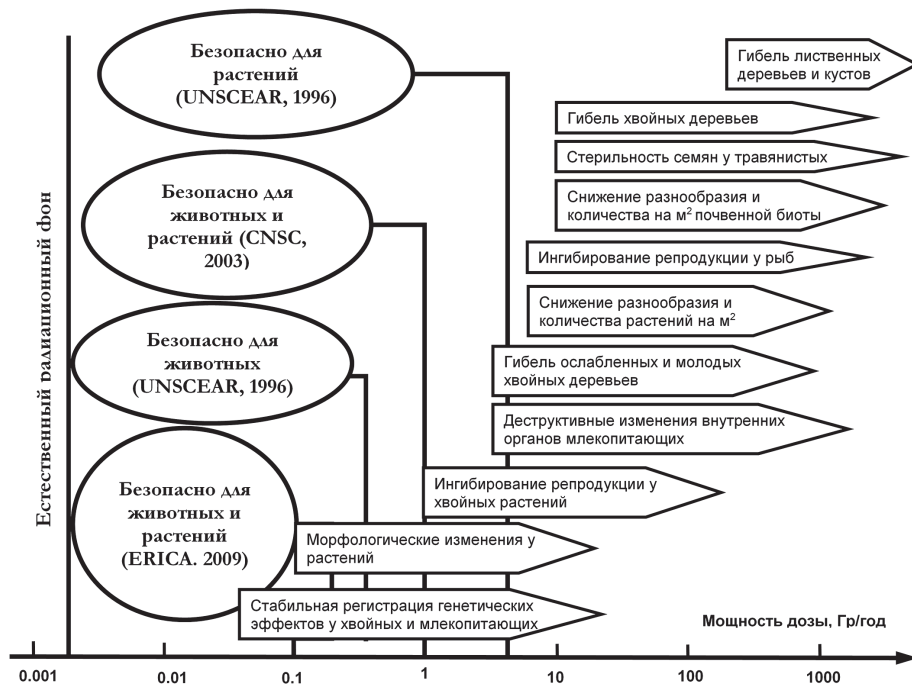 Безопасно для
растений
(UNSCEAR, 1996)
Безопасно для
животных и
растений (CNSC,
2003)
Безопасно для
животных
(UNSCEAR, 1996)
Безопасно для
животных и
растений
(ERICA. 2009)
Естественный радиационный фон
Гибель лиственных
деревьев и кустов
Гибель хвойных деревьев
Стерильность семян у травянистых
Снижение разнообразия и
количества на м² почвенной биоты
Ингибирование репродукции у рыб
Снижение разнообразия и
количества растений на м²
Гибель ослабленных и молодых
хвойных деревьев
Деструктивные изменения внутренних
органов млекопитающих
Ингибирование репродукции у
хвойных растений
Морфологические изменения у
растений
Стабильная регистрация генетических
эффектов у хвойных и млекопитающих
Мощность дозы, Гр/год
0.001 0.01 0.1 1 10 100 1000